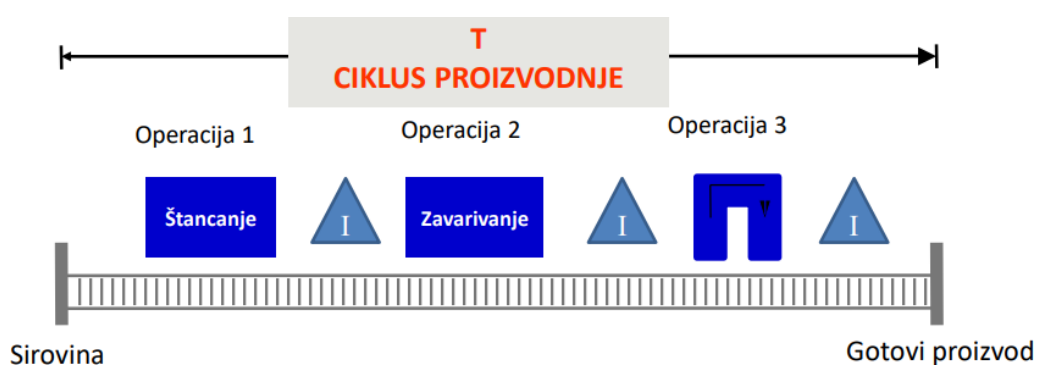 T
CIKLUS PROIZVODNJE
Operacija 1
Operacija 2
Operacija 3
Štancanje
I
Zavarivanje
I
I
Sirovina
Gotovi proizvod